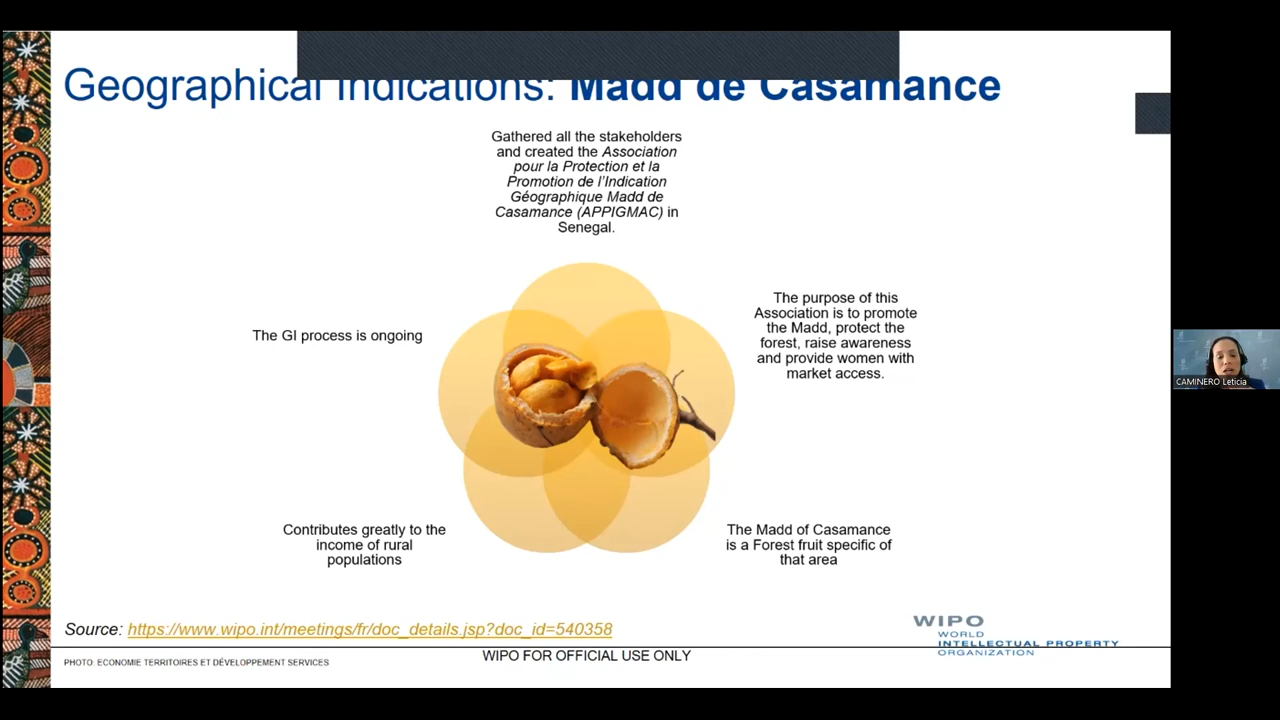 Geographical Indications: Madd de Casamance
Gathered all the stakeholders
and created the Association
pour la Protection et la
Promotion de l'Indication
Géographique Madd de
Casamance (APPIGMAC) in
Senegal.
The purpose of this
Association is to promote
the Madd, protect the
forest, raise awareness
and provide women with
market access.
The GI process is ongoing
Contributes greatly to the
income of rural
populations
The Madd of Casamance
is a Forest fruit specific of
that area
Source: https://www.wipo.int/meetings/fr/doc_details.jsp?doc_id=540358
WIPO
WORLD
INTELLECTUAL PROPERTY
ORGANIZATION
PHOTO: ECONOMIE TERRITOIRES ET DÉVELOPPEMENT SERVICES
WIPO FOR OFFICIAL USE ONLY
CAMINERO Leticia